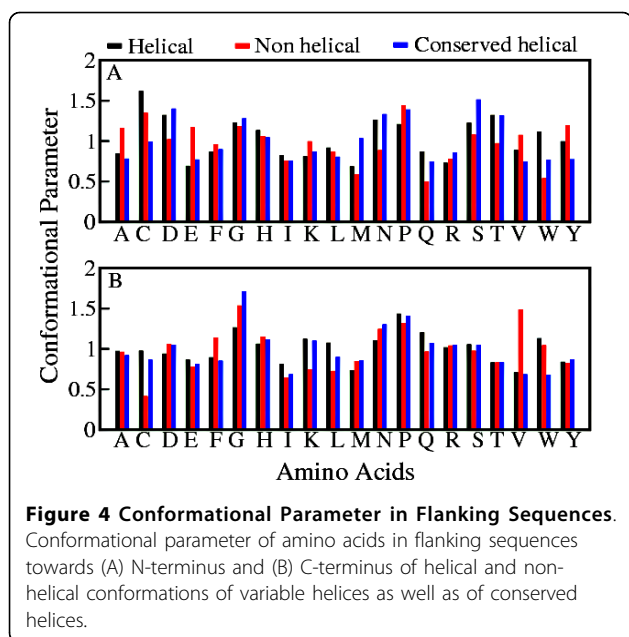 Helical Non helical Conserved helical
A
2
1.5
1
0.5
0
A C D E F G H I K L M N P Q R S T V W Y
B
2
1.5
1
0.5
0
A C D E F G H I K L M N P Q R S T V W Y
Conformational Parameter
Amino Acids
Figure 4 Conformational Parameter in Flanking Sequences.
Conformational parameter of amino acids in flanking sequences
towards (A) N-terminus and (B) C-terminus of helical and non-
helical conformations of variable helices as well as of conserved
helices.